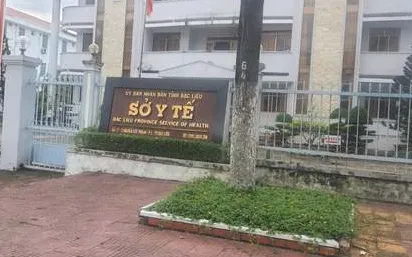 ỦY BAN NHÂN DÂN TỈNH BẠC LIÊU
SỞ Y TẾ
BAC LIEU PROVINCE SERVICE OF HEALTH